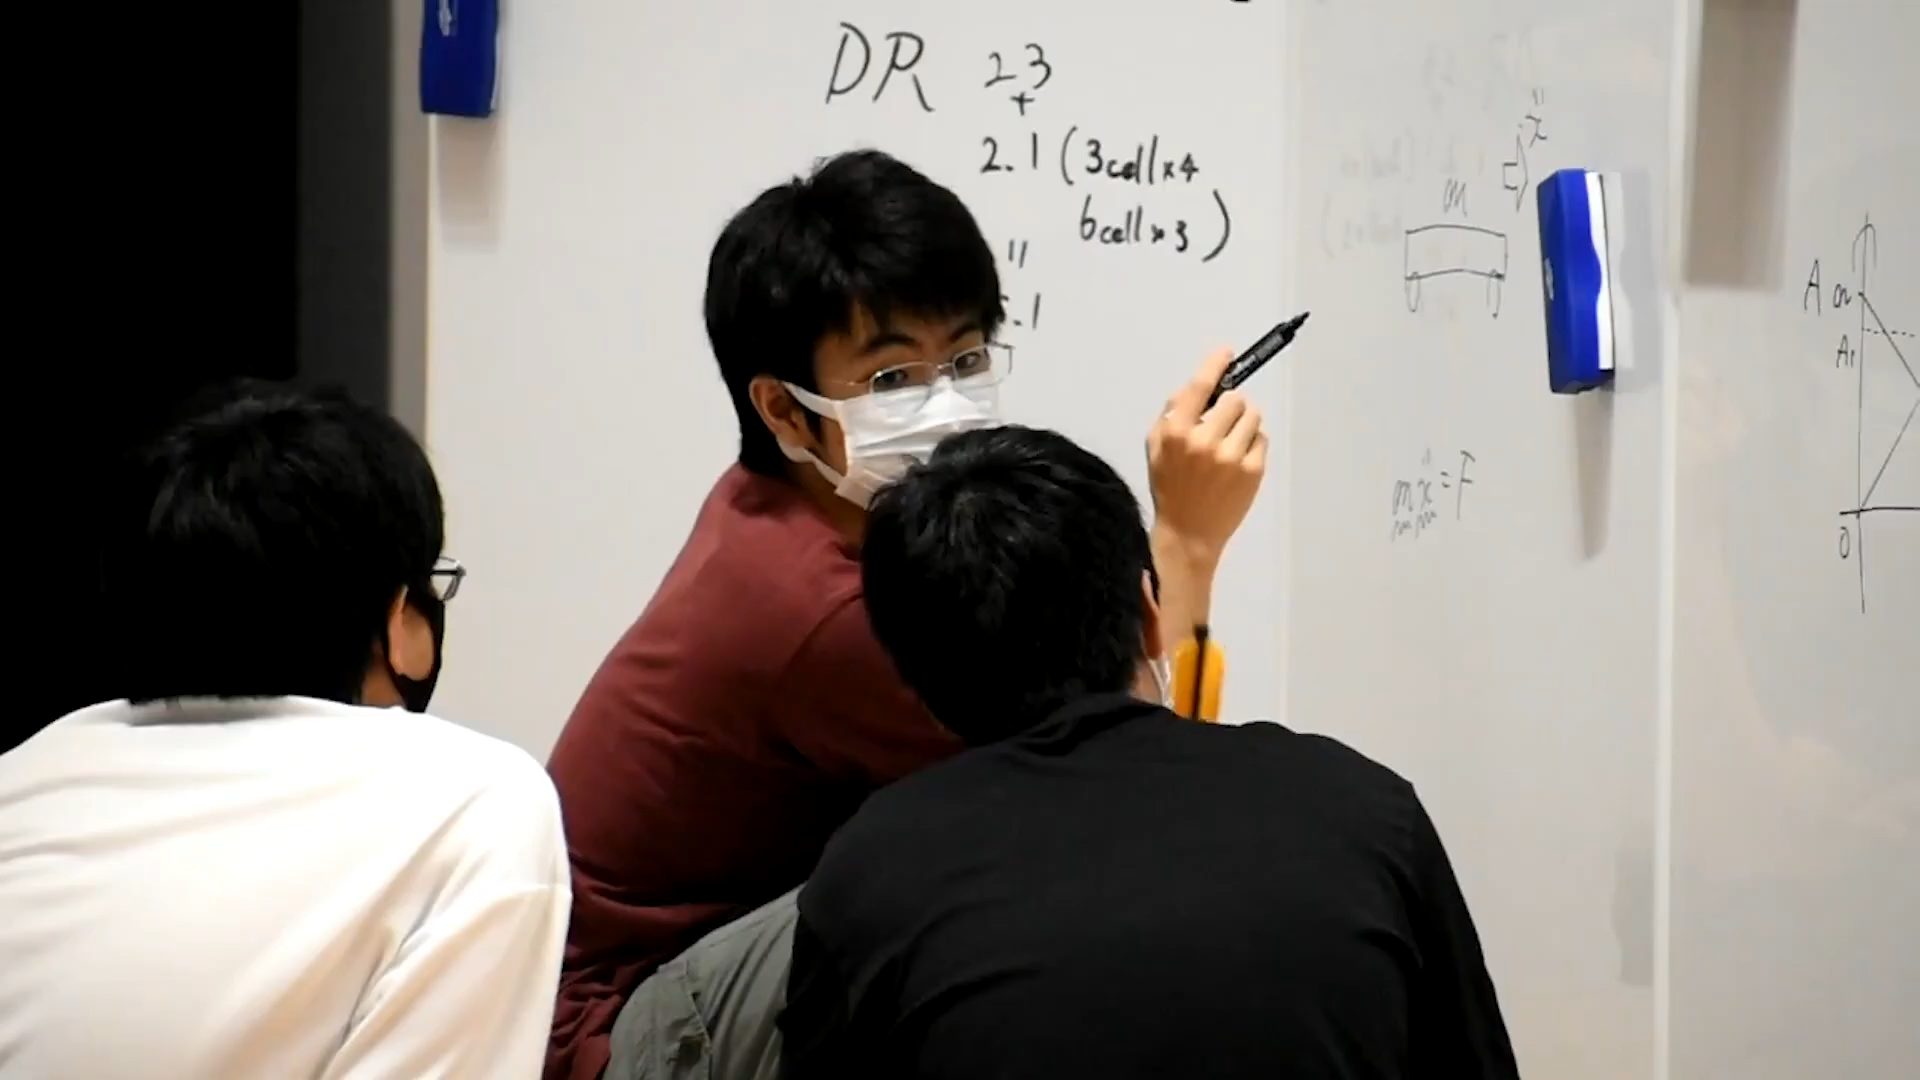 DR 23
+
2.1 (3cell×4
6cell×3)
"
.1
ẍ
m
mẍ = F
A
A₁
0